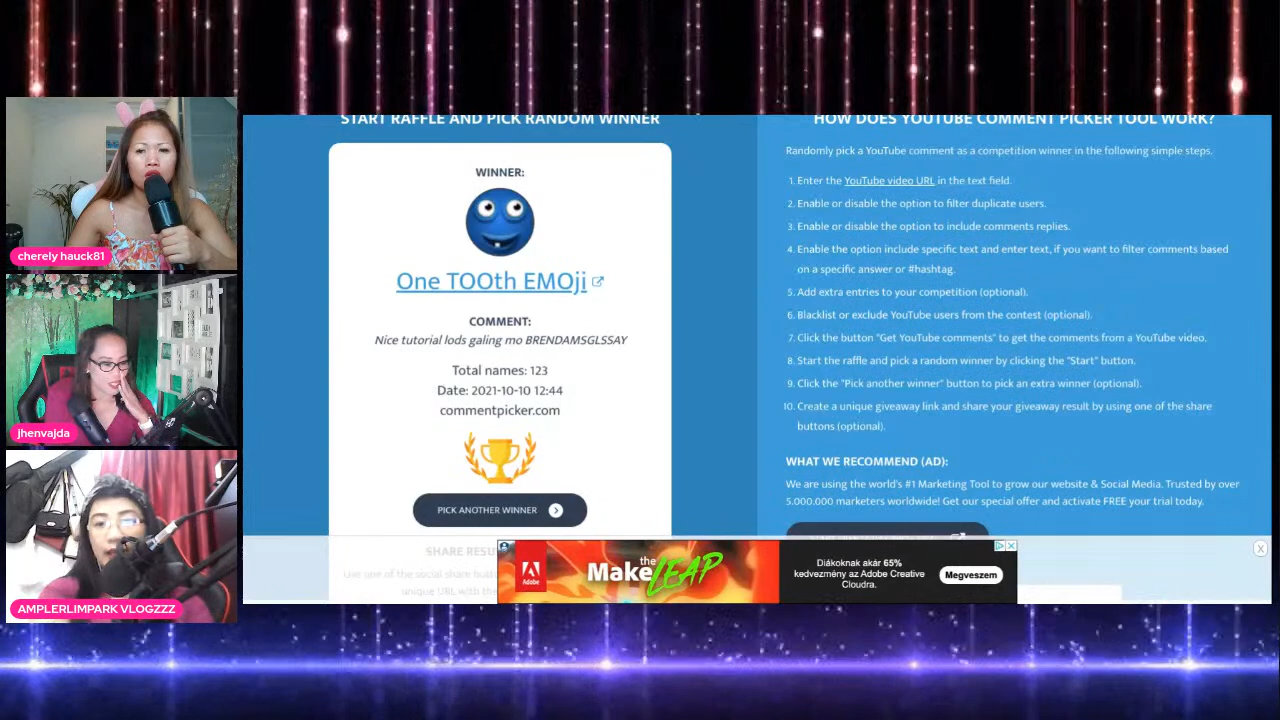 cherely hauck81
jhenvajda
AMPLERLIMPARK VLOGZZZ
START RAFFLE AND PICK RANDOM WINNER
WINNER:
One TOOth EMOji
COMMENT:
Nice tutorial lods galing mo BRENDAMSGLSSAY
Total names: 123
Date: 2021-10-10 12:44
commentpicker.com
PICK ANOTHER WINNER
SHARE RESU
Use one of the social share butt
unique URL with the
HOW DOES YOUTUBE COMMENT PICKER TOOL WORK?
Randomly pick a YouTube comment as a competition winner in the following simple steps.
1. Enter the YouTube video URL in the text field.
2. Enable or disable the option to filter duplicate users.
3. Enable or disable the option to include comments replies.
4. Enable the option include specific text and enter text, if you want to filter comments based
on a specific answer or #hashtag.
5. Add extra entries to your competition (optional).
6. Blacklist or exclude YouTube users from the contest (optional).
7. Click the button "Get YouTube comments" to get the comments from a YouTube video.
8. Start the raffle and pick a random winner by clicking the "Start" button.
9. Click the "Pick another winner" button to pick an extra winner (optional).
10. Create a unique giveaway link and share your giveaway result by using one of the share
buttons (optional).
WHAT WE RECOMMEND (AD):
We are using the world's #1 Marketing Tool to grow our website & Social Media. Trusted by over
5.000.000 marketers worldwide! Get our special offer and activate FREE your trial today.
Adobe
Make the LEAP
Diákoknak akár 65%
kedvezmény az Adobe Creative
Cloudra.
Megveszem